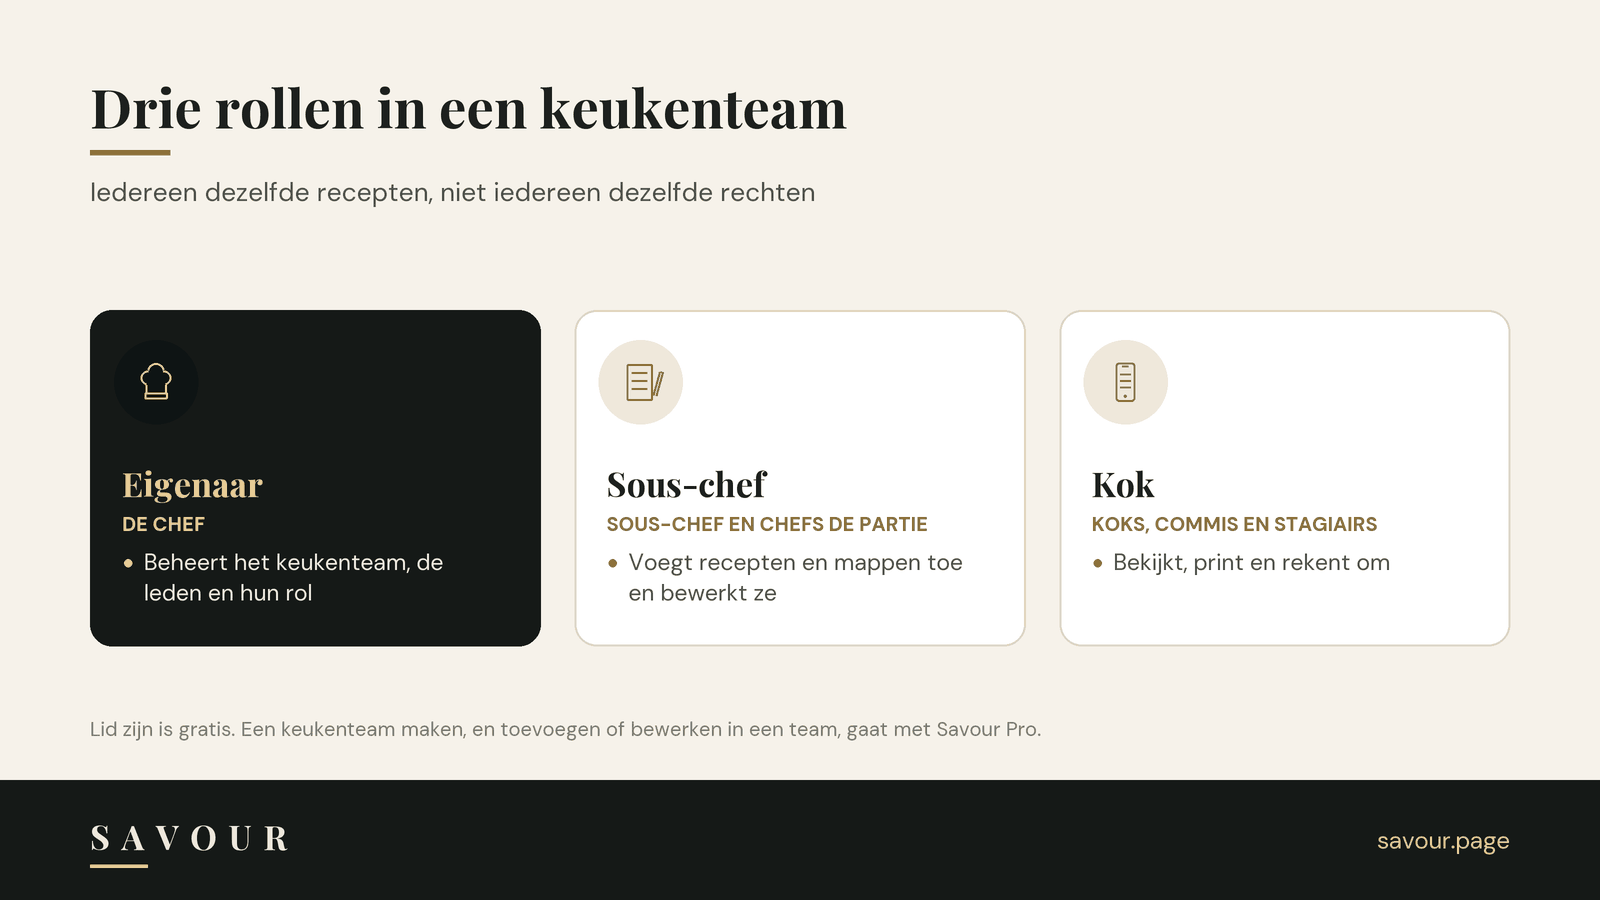 Drie rollen in een keukenteam
Iedereen dezelfde recepten, niet iedereen dezelfde rechten
Eigenaar
DE CHEF
• Beheert het keukenteam, de
leden en hun rol
Sous-chef
SOUS-CHEF EN CHEFS DE PARTIE
• Voegt recepten en mappen toe
en bewerkt ze
Kok
KOKS, COMMIS EN STAGIAIRS
• Bekijkt, print en rekent om
Lid zijn is gratis. Een keukenteam maken, en toevoegen of bewerken in een team, gaat met Savour Pro.
SAVOUR
savour.page